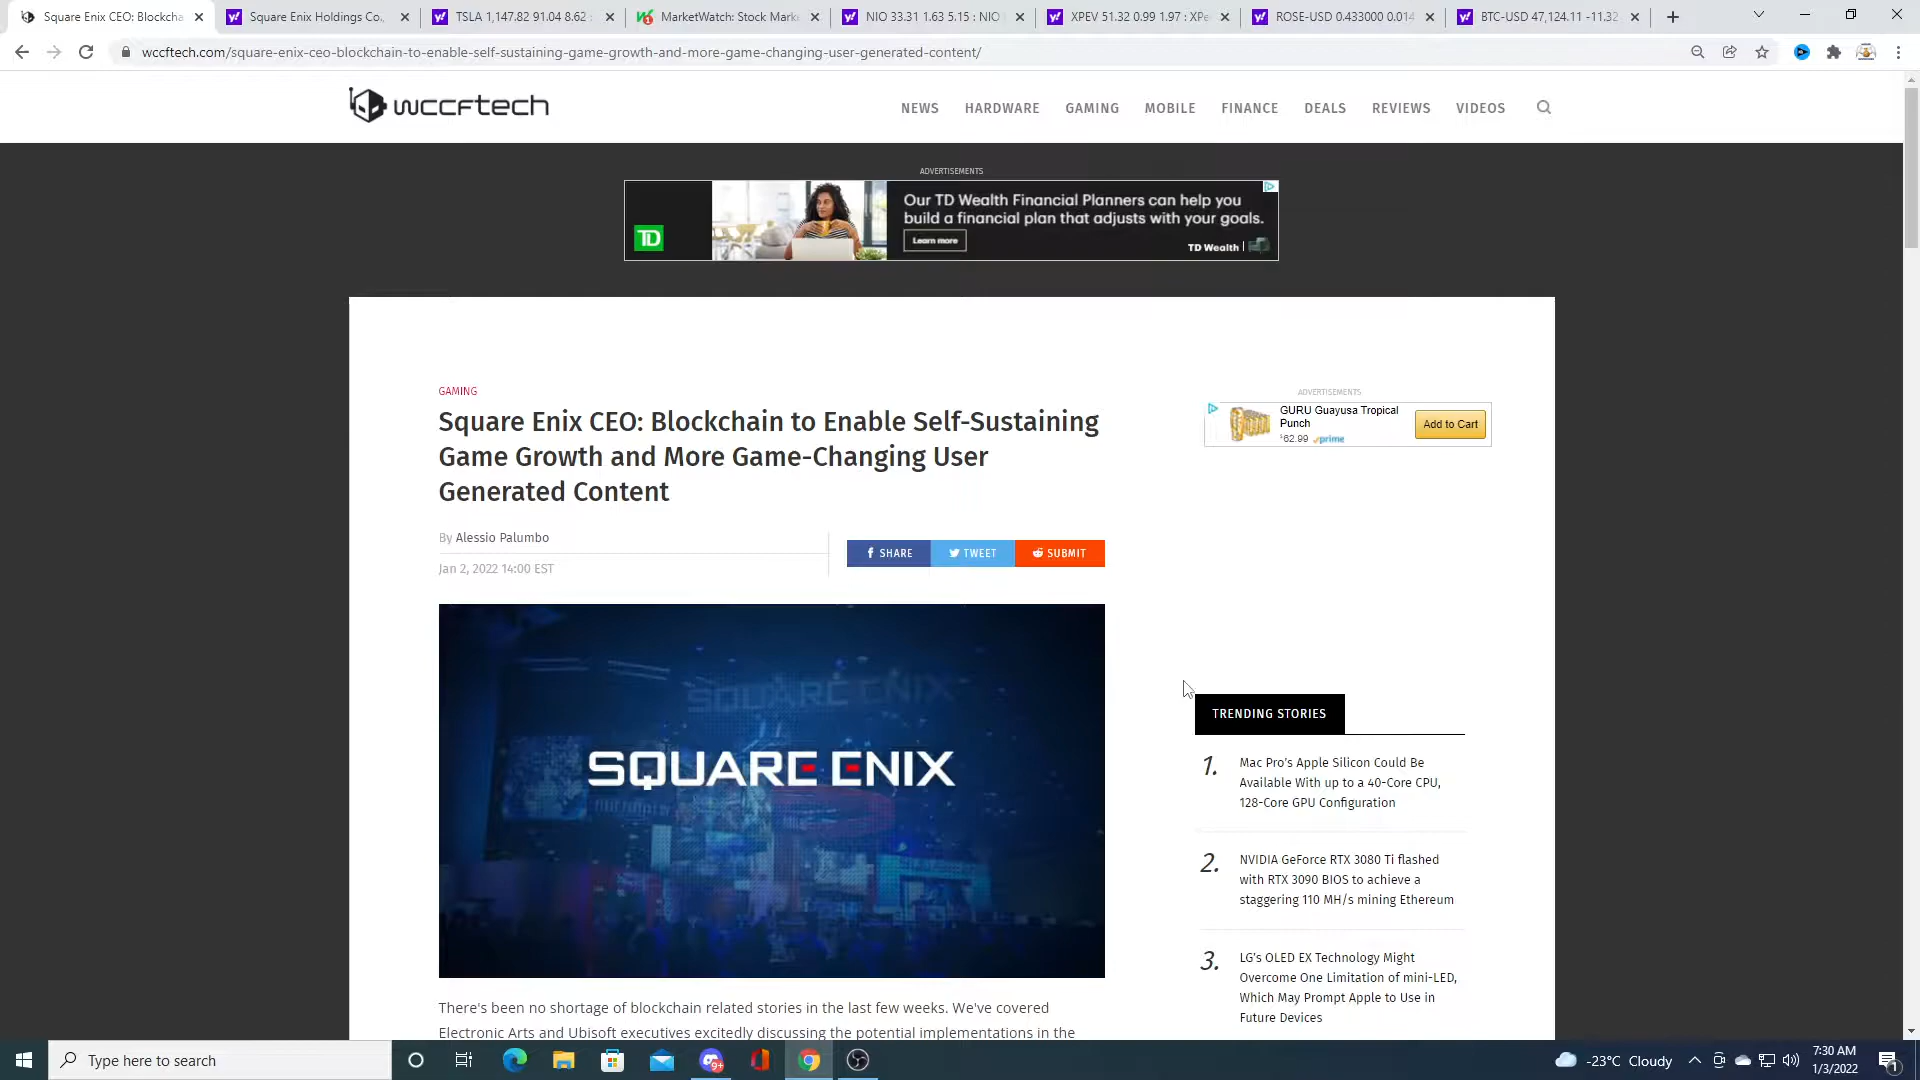 Square Enix CEO: Blockcha
Square Enix Holdings Co.,
TSLA 1,147.82 91.04 8.62 :
MarketWatch: Stock Mark
NIO 33.31 1.63 5.15 : NIO
XPEV 51.32 0.99 1.97 : XPe
ROSE-USD 0.433000 0.014
BTC-USD 47,124.11 -11.32
wccftech.com/square-enix-ceo-blockchain-to-enable-self-sustaining-game-growth-and-more-game-changing-user-generated-content/
wccftech
NEWS HARDWARE GAMING MOBILE FINANCE DEALS REVIEWS VIDEOS
ADVERTISEMENTS
TD
Our TD Wealth Financial Planners can help you
build a financial plan that adjusts with your goals.
Learn more
TD Wealth
GAMING
Square Enix CEO: Blockchain to Enable Self-Sustaining
Game Growth and More Game-Changing User
Generated Content
By Alessio Palumbo
Jan 2, 2022 14:00 EST
SHARE TWEET SUBMIT
SQUARE ENIX
SQUARE ENIX
There's been no shortage of blockchain related stories in the last few weeks. We've covered
Electronic Arts and Ubisoft executives excitedly discussing the potential implementations in the
ADVERTISEMENTS
GURU Guayusa Tropical
Punch
$62.99 prime
Add to Cart
TRENDING STORIES
1.
Mac Pro's Apple Silicon Could Be
Available With up to a 40-Core CPU,
128-Core GPU Configuration
2.
NVIDIA GeForce RTX 3080 Ti flashed
with RTX 3090 BIOS to achieve a
staggering 110 MH/s mining Ethereum
3.
LG's OLED EX Technology Might
Overcome One Limitation of mini-LED,
Which May Prompt Apple to Use in
Future Devices
Type here to search
9+
-23°C Cloudy
7:30 AM
1/3/2022
1